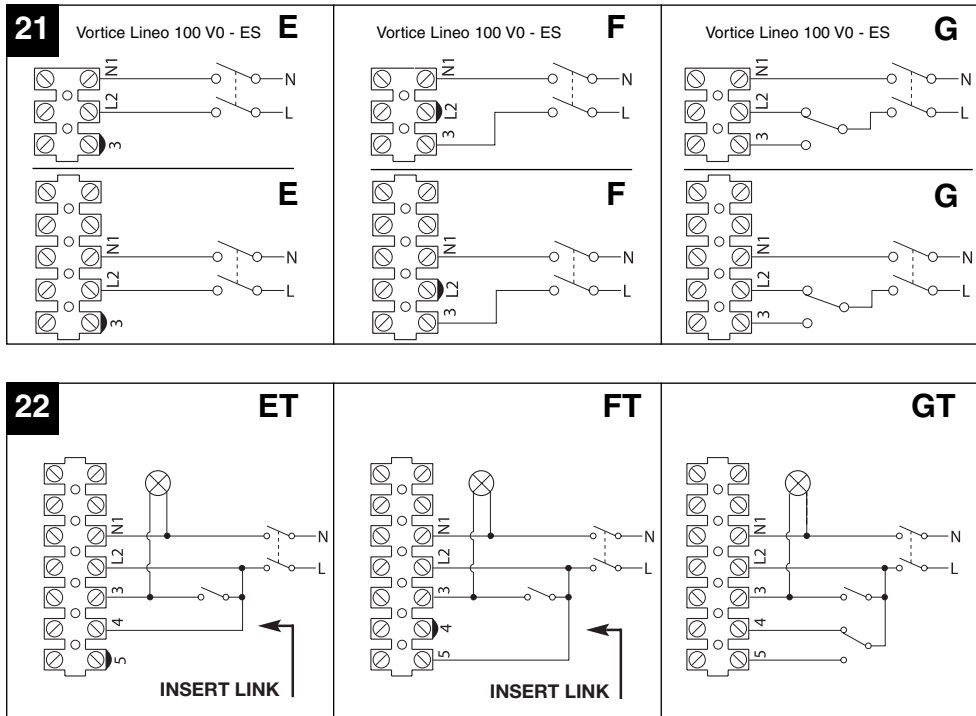 21
Vortice Lineo 100 V0 - ES E
N1
N
L2
L
3
E
N1
N
L2
L
3
Vortice Lineo 100 V0 - ES F
N1
N
L2
L
3
F
N1
N
L2
L
3
Vortice Lineo 100 V0 - ES G
N1
N
L2
L
3
G
N1
N
L2
L
3
22
ET
N1
N
L2
L
3
4
5
INSERT LINK
FT
N1
N
L2
L
3
4
5
INSERT LINK
GT
N1
N
L2
L
3
4
5